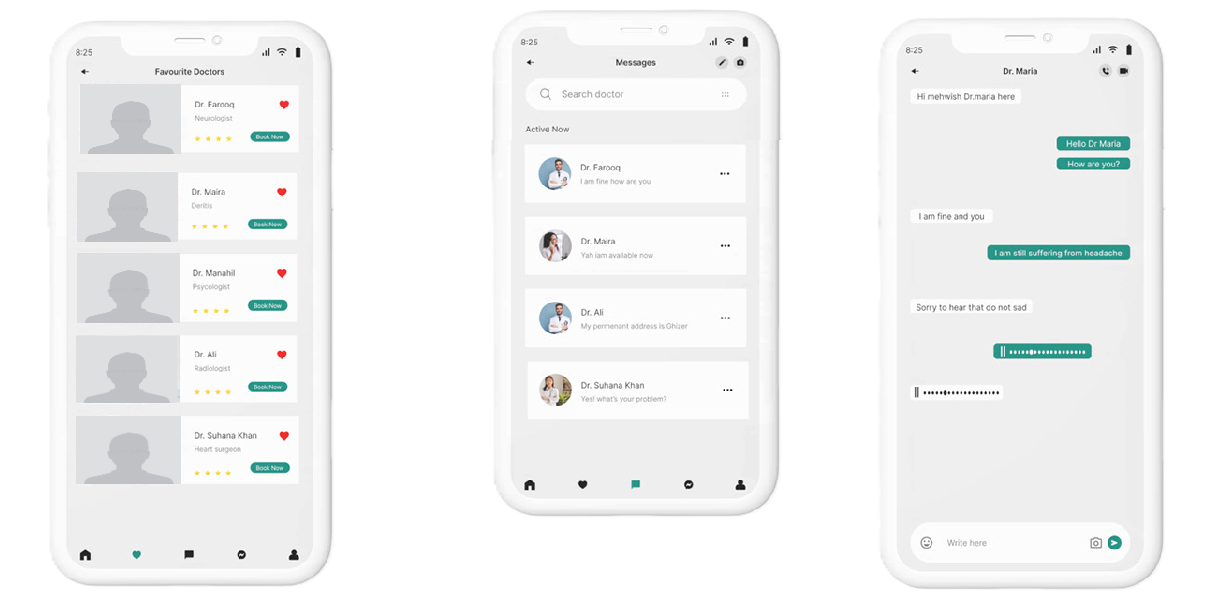 8:25
Favourite Doctors
Dr. Farooq
Neurologist
Book Now
Dr. Maira
Dentits
Book Now
Dr. Manahil
Psycologist
Book Now
Dr. Ali
Radiologist
Book Now
Dr. Suhana Khan
Heart surgeon
Book Now
8:25
Messages
Search doctor
Active Now
Dr. Farooq
I am fine how are you
Dr. Maira
Yah Iam available now
Dr. Ali
My permenant address is Ghizer
Dr. Suhana Khan
Yes! what's your problem?
8:25
Dr. Maria
Hi mehwish Dr.maria here
Hello Dr Maria
How are you?
I am fine and you
I am still suffering from headache
Sorry to hear that do not sad
Write here